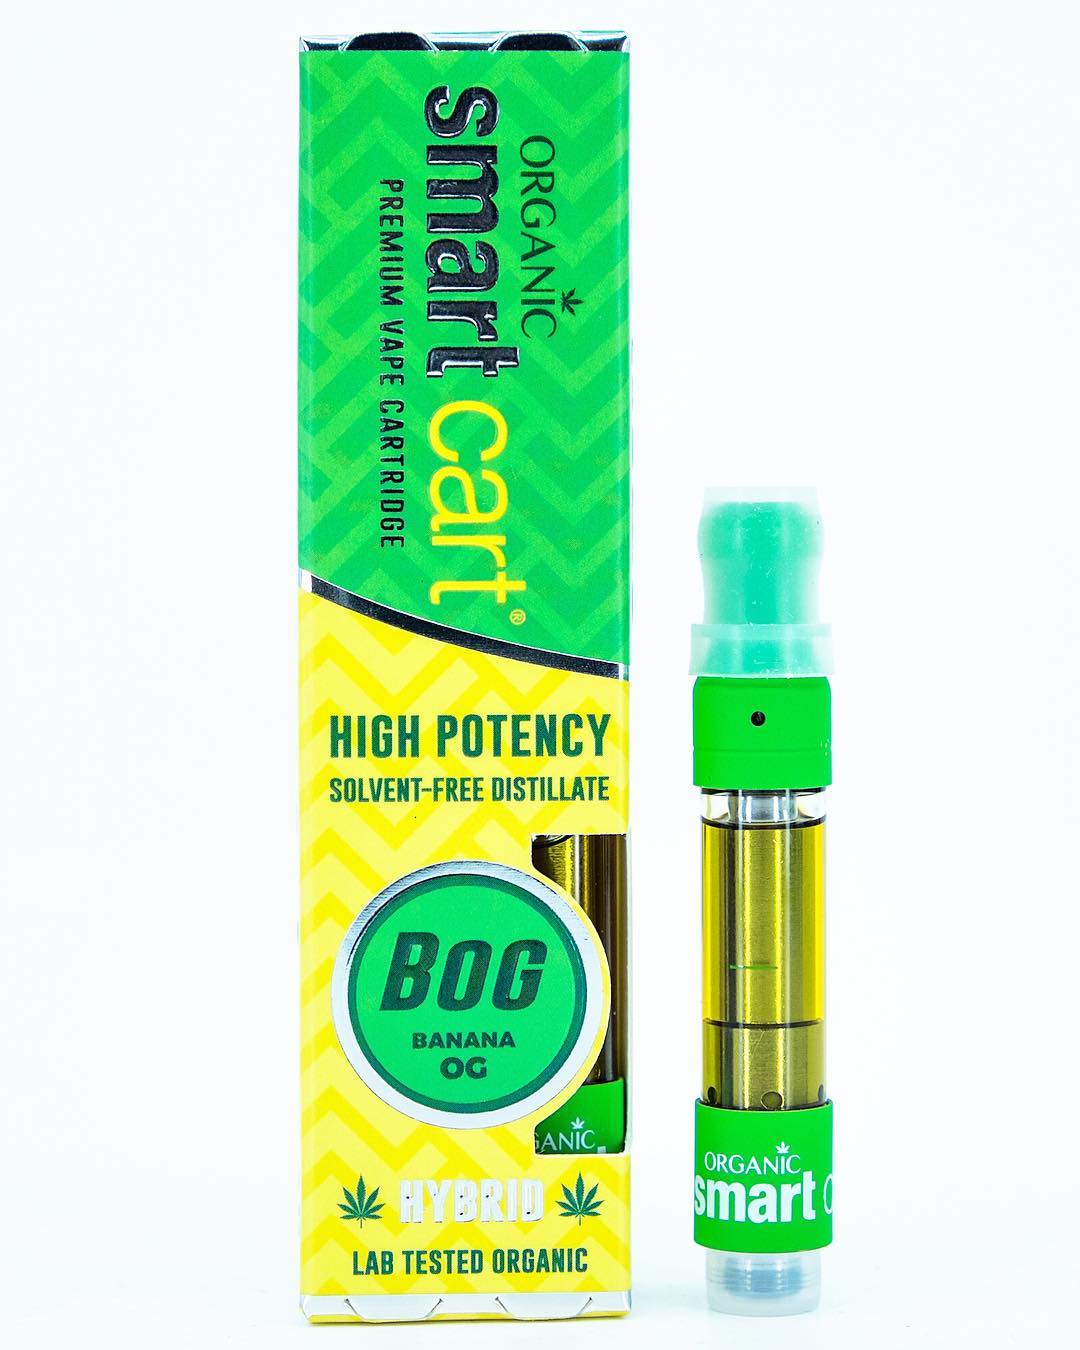 ORGANIC
smart cart®
PREMIUM VAPE CARTRIDGE
HIGH POTENCY
SOLVENT-FREE DISTILLATE
BOG
BANANA
OG
GANIC
HYBRID
LAB TESTED ORGANIC
ORGANIC
smart c